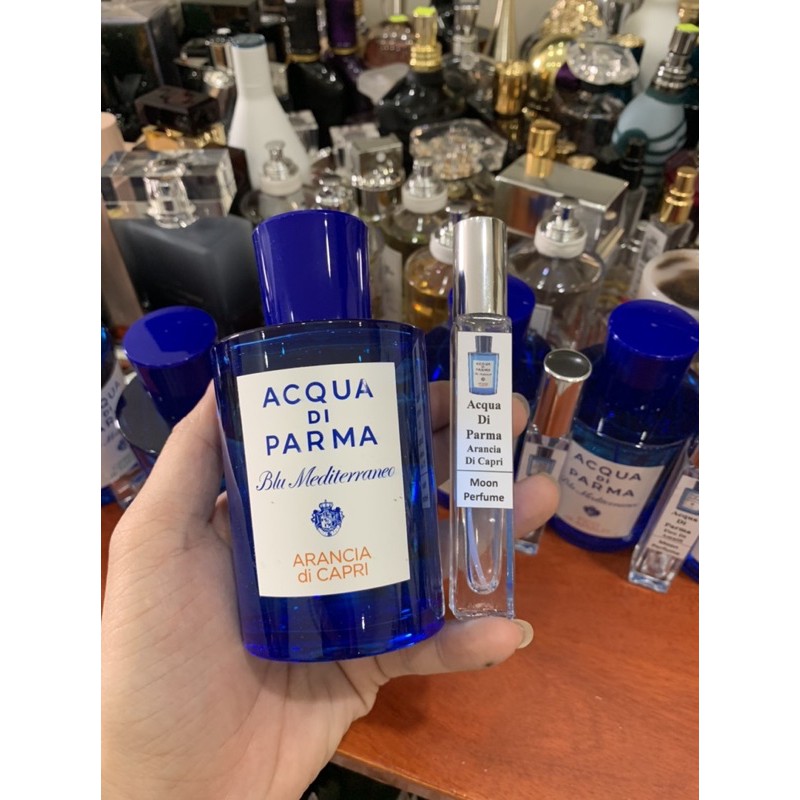 ACQUA
DI
PARMA
Blu Mediterraneo
ARANCIA
di CAPRI
Acqua
Di
Parma
Arancia
Di Capri
Moon
Perfume
ACQUA
DI
PARMA
Blu Mediterraneo
Acqua
Di
Parma